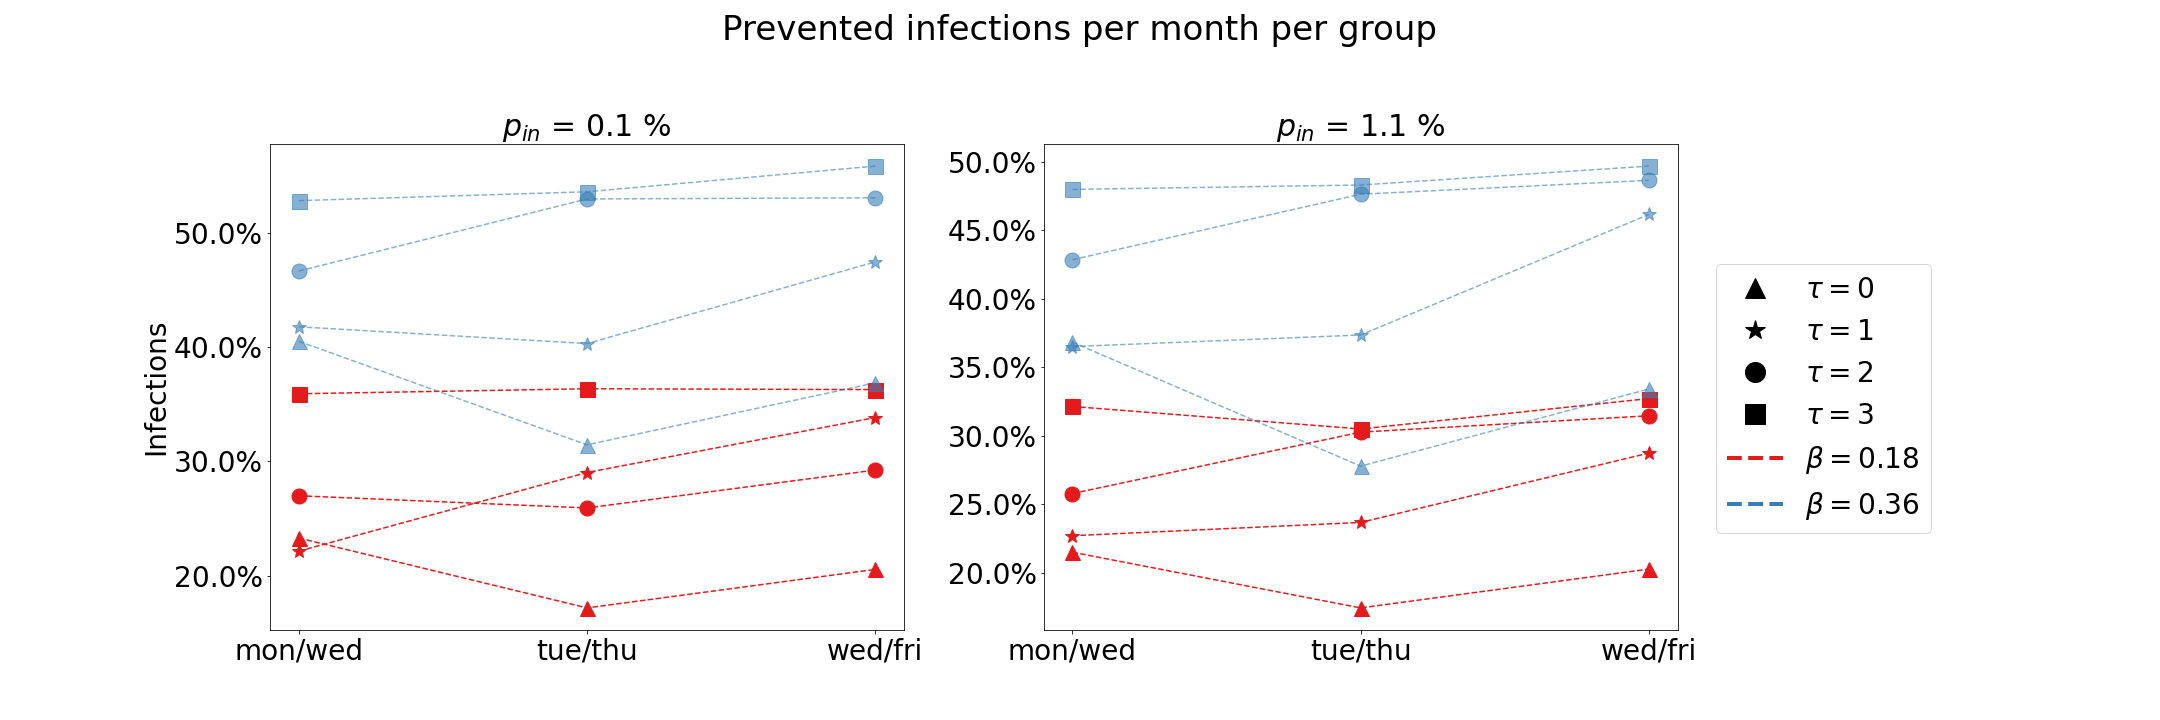 Prevented infections per month per group
p_in = 0.1 %
50.0%
40.0%
30.0%
20.0%
Infections
mon/wed
tue/thu
wed/fri
p_in = 1.1 %
50.0%
45.0%
40.0%
35.0%
30.0%
25.0%
20.0%
mon/wed
tue/thu
wed/fri
τ = 0
τ = 1
τ = 2
τ = 3
β = 0.18
β = 0.36